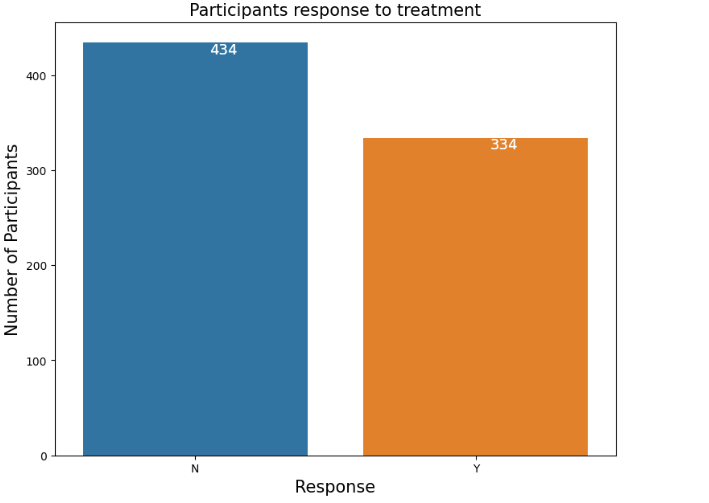 Participants response to treatment
434
334
400
300
200
100
0
Number of Participants
N
Y
Response